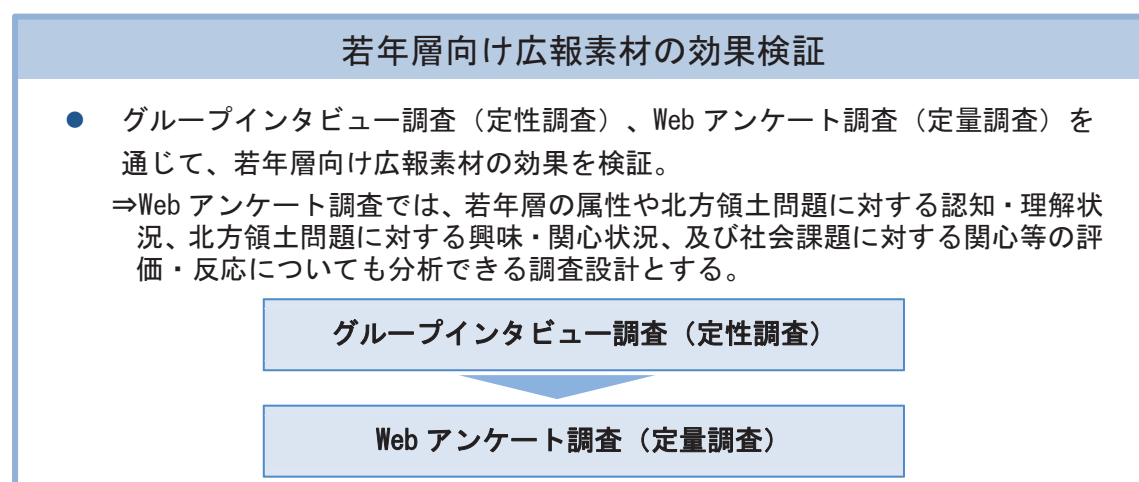 若年層向け広報素材の効果検証
● グループインタビュー調査（定性調査）、Web アンケート調査（定量調査）を
通じて、若年層向け広報素材の効果を検証。
⇒Web アンケート調査では、若年層の属性や北方領土問題に対する認知・理解状
況、北方領土問題に対する興味・関心状況、及び社会課題に対する関心等の評
価・反応についても分析できる調査設計とする。
グループインタビュー調査（定性調査）
Web アンケート調査（定量調査）